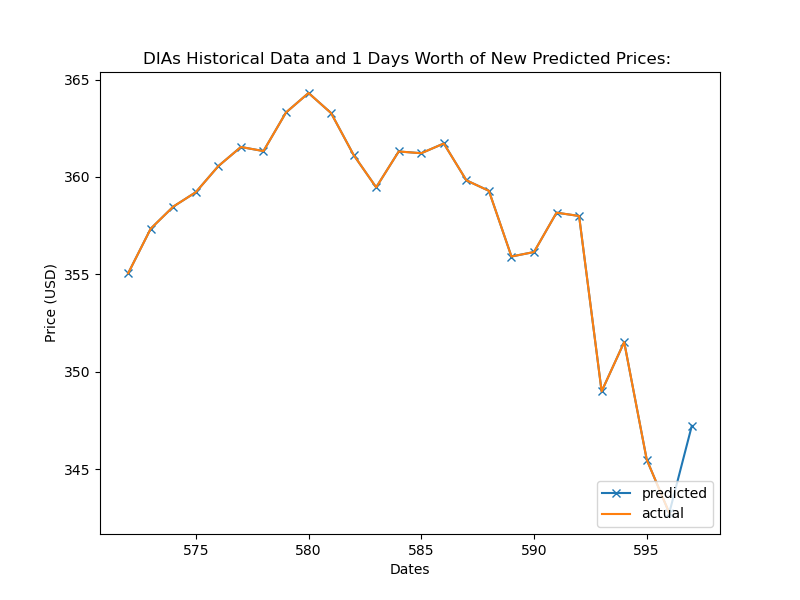 DIAs Historical Data and 1 Days Worth of New Predicted Prices:
365
360
355
350
345
Price (USD)
predicted
actual
575
580
585
590
595
Dates